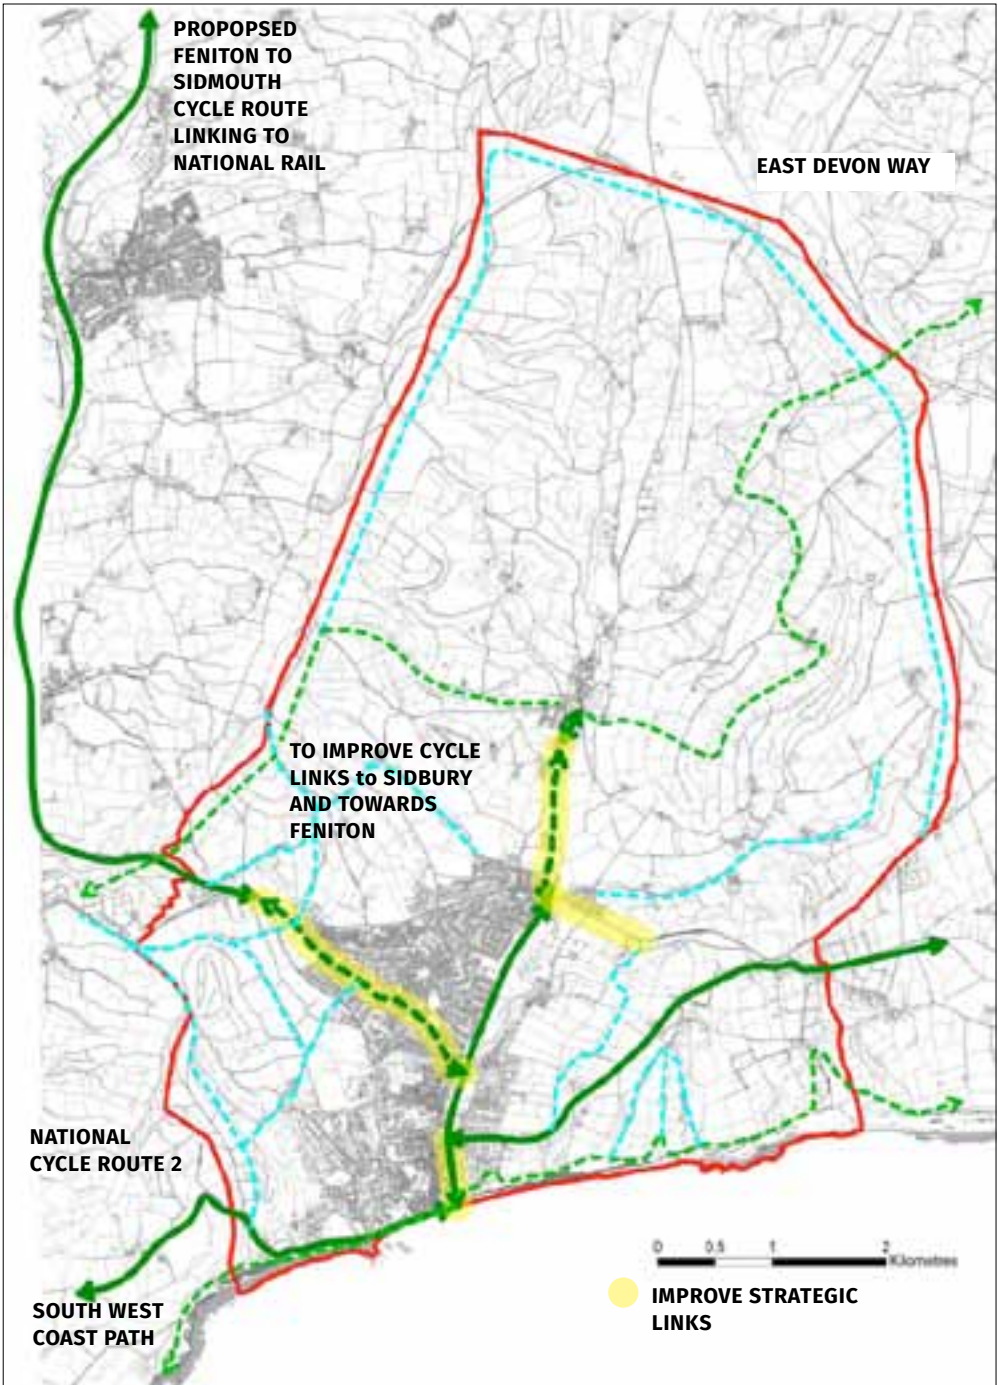 PROPOPSED
FENITON TO
SIDMOUTH
CYCLE ROUTE
LINKING TO
NATIONAL RAIL
EAST DEVON WAY
TO IMPROVE CYCLE
LINKS to SIDBURY
AND TOWARDS
FENITON
NATIONAL
CYCLE ROUTE 2
0 0.5 1 2
Kilometres
IMPROVE STRATEGIC
LINKS
SOUTH WEST
COAST PATH